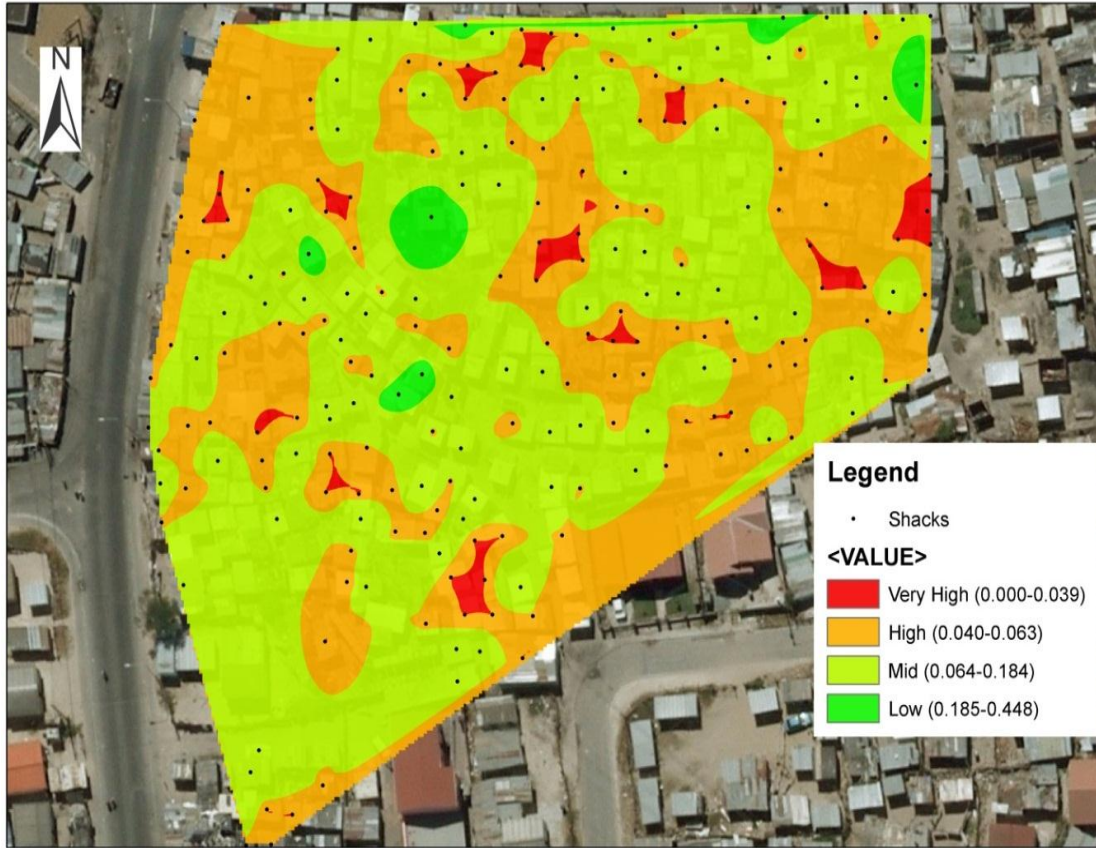 N
Legend
Shacks
<VALUE>
Very High (0.000-0.039)
High (0.040-0.063)
Mid (0.064-0.184)
Low (0.185-0.448)